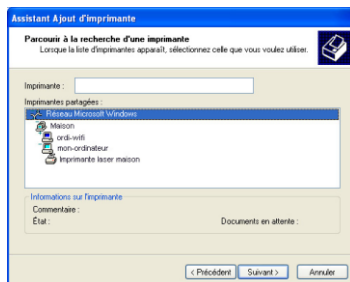 Assistant Ajout d'imprimante
Parcourir à la recherche d'une imprimante
Lorsque la liste d'imprimantes apparaît, sélectionnez celle que vous voulez utiliser.
Imprimante :
Imprimantes partagées :
Réseau Microsoft Windows
Maison
ordi-wifi
mon-ordinateur
Imprimante laser maison
Informations sur l'imprimante
Commentaire :
État :
Documents en attente :
< Précédent
Suivant >
Annuler